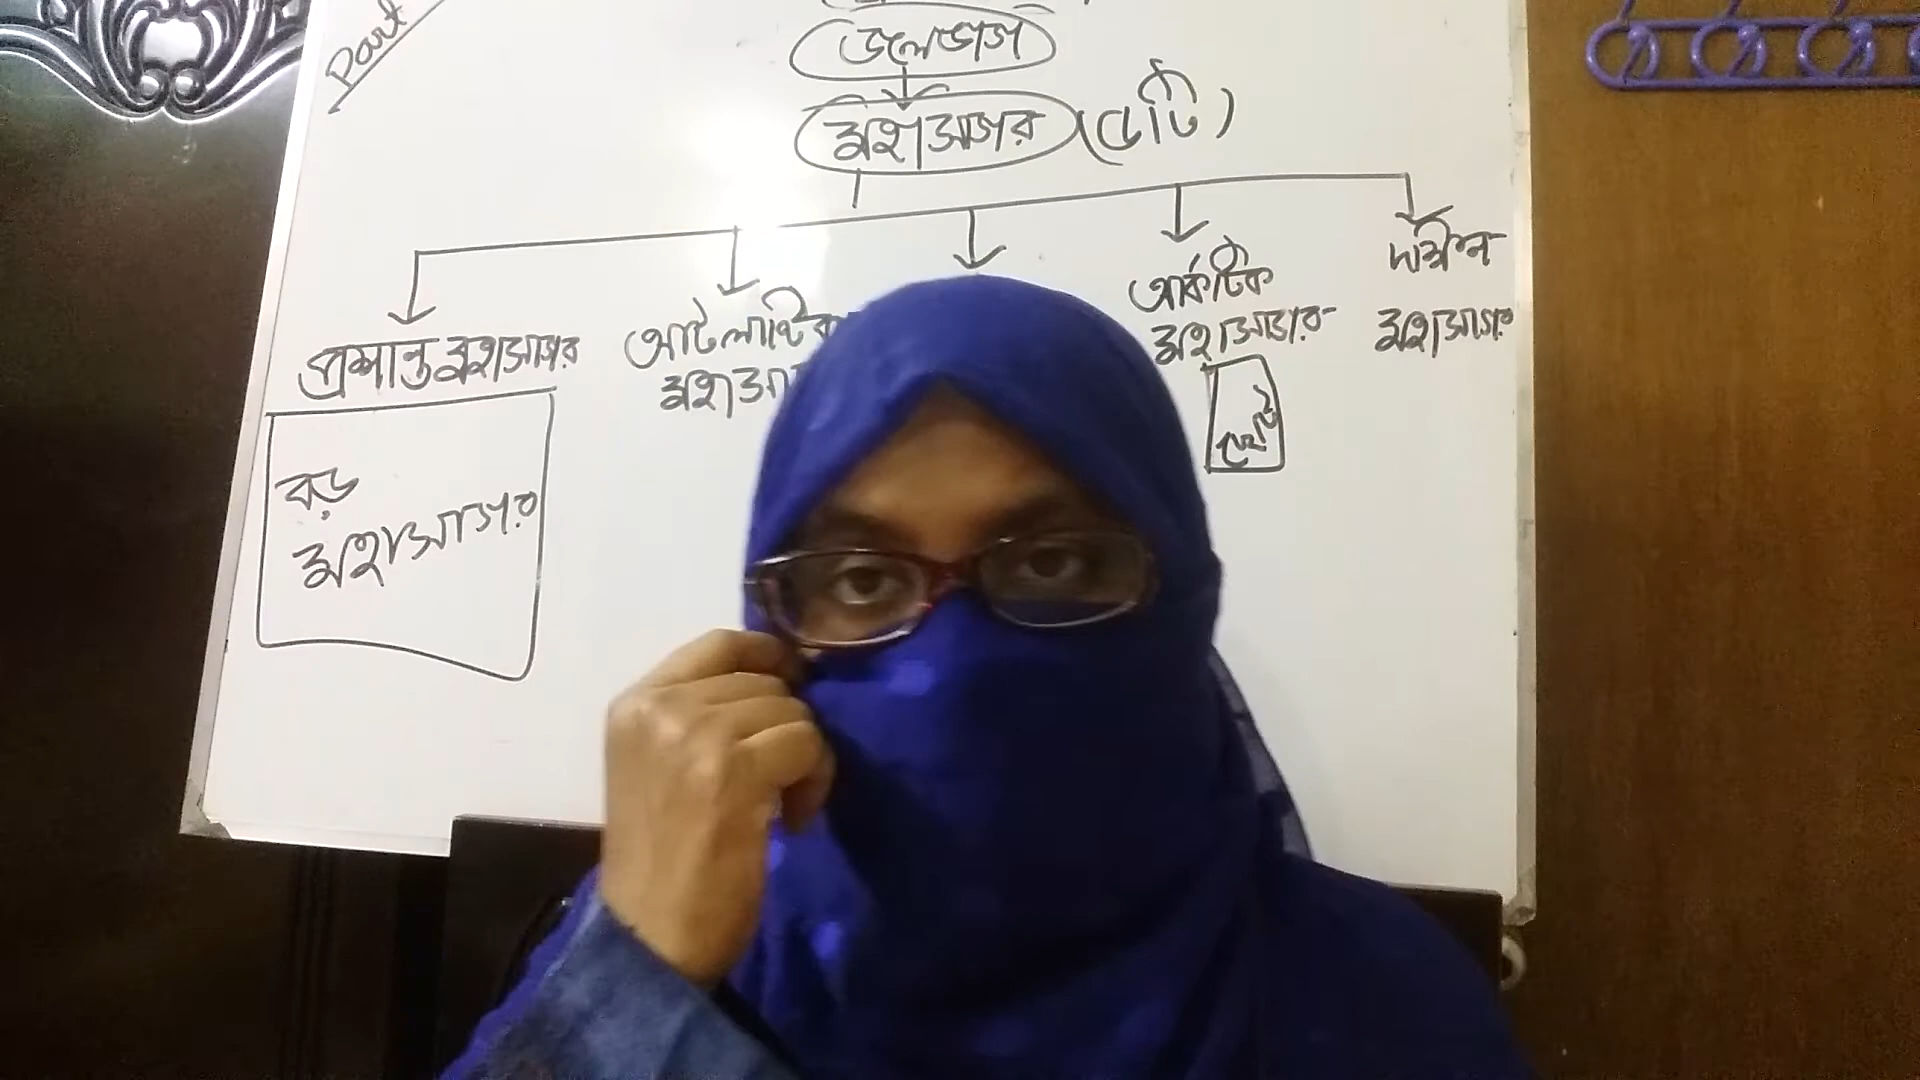 Part
জলভাগ
মহাসাগর (৫টি)
প্রশান্ত মহাসাগর
আটলান্টিক
মহাসা
আর্কটিক
মহাসাগর
দক্ষিন
মহাসাগর
বড়
মহাসাগর
ছোট